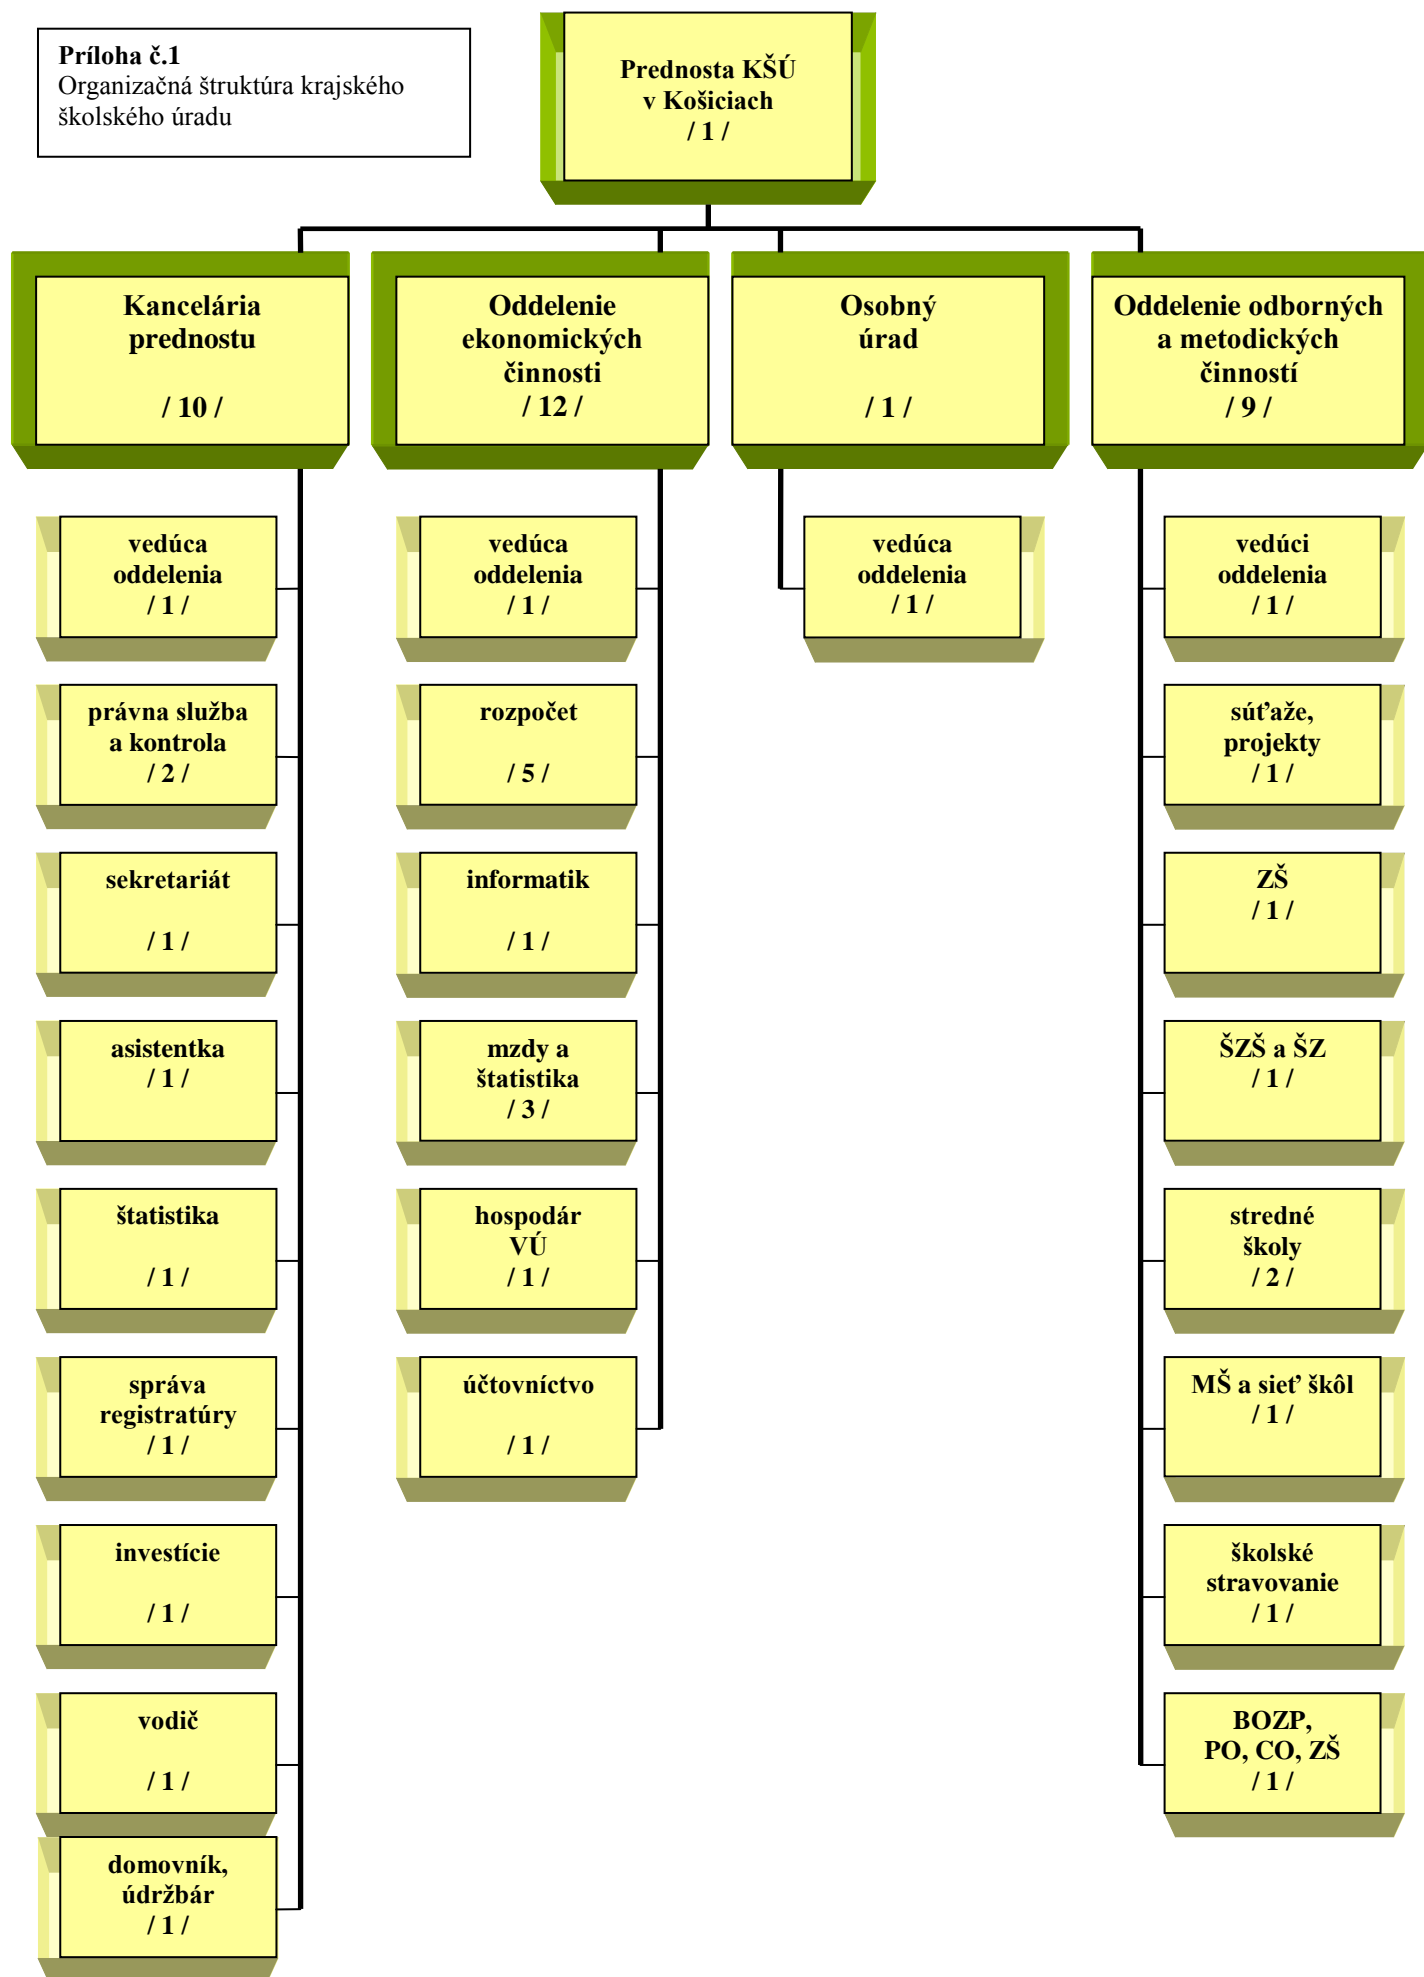 Príloha č.1
Organizačná štruktúra krajského
školského úradu
Prednosta KŠÚ
v Košiciach
/ 1 /
Kancelária
prednostu
/ 10 /
Oddelenie
ekonomických
činnosti
/ 12 /
Osobný
úrad
/ 1 /
Oddelenie odborných
a metodických
činností
/ 9 /
vedúca
oddelenia
/ 1 /
právna služba
a kontrola
/ 2 /
sekretariát
/ 1 /
asistentka
/ 1 /
štatistika
/ 1 /
správa
registratúry
/ 1 /
investície
/ 1 /
vodič
/ 1 /
domovník,
údržbár
/ 1 /
vedúca
oddelenia
/ 1 /
rozpočet
/ 5 /
informatik
/ 1 /
mzdy a
štatistika
/ 3 /
hospodár
VÚ
/ 1 /
účtovníctvo
/ 1 /
vedúca
oddelenia
/ 1 /
vedúci
oddelenia
/ 1 /
súťaže,
projekty
/ 1 /
ZŠ
/ 1 /
ŠZŠ a ŠZ
/ 1 /
stredné
školy
/ 2 /
MŠ a sieť škôl
/ 1 /
školské
stravovanie
/ 1 /
BOZP,
PO, CO, ZŠ
/ 1 /